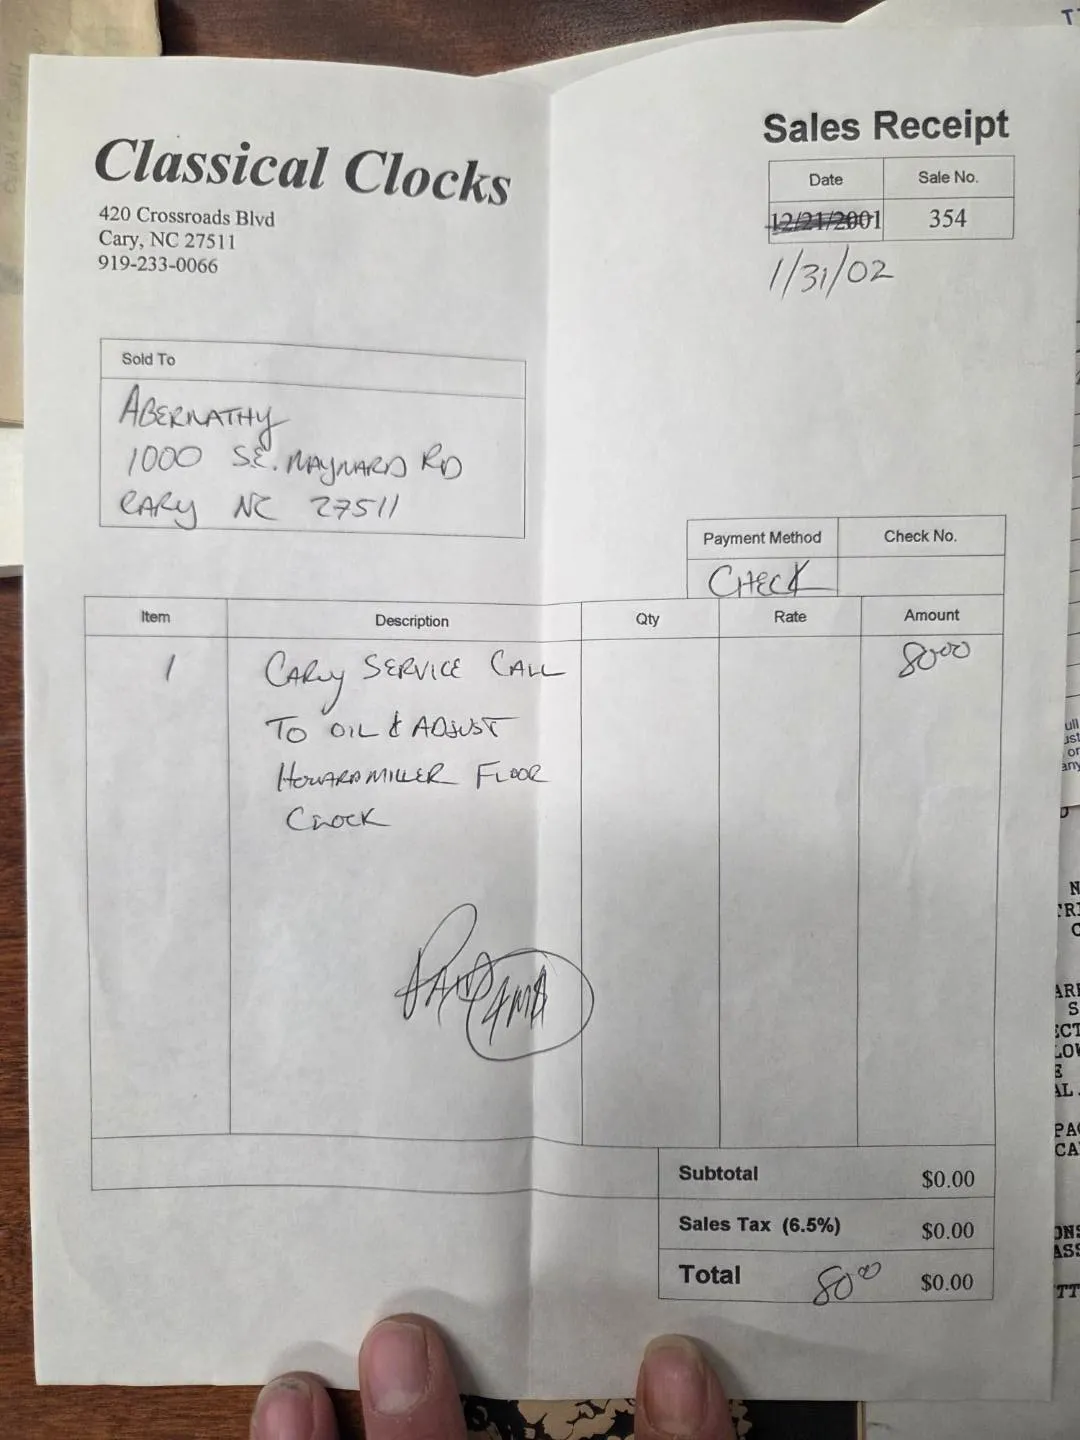 Classical Clocks
420 Crossroads Blvd
Cary, NC 27511
919-233-0066
Sales Receipt
Date Sale No.
12/21/2001 354
1/31/02
Sold To
ABERNATHY
1000 SE. MAYNARD RD
CARY NC 27511
Payment Method Check No.
CHECK
Item Description Qty Rate Amount
1 CARY SERVICE CALL 80 00
TO OIL & ADJUST
HOWARD MILLER FLOOR
CLOCK
PAID
Subtotal $0.00
Sales Tax (6.5%) $0.00
Total 80 00 $0.00